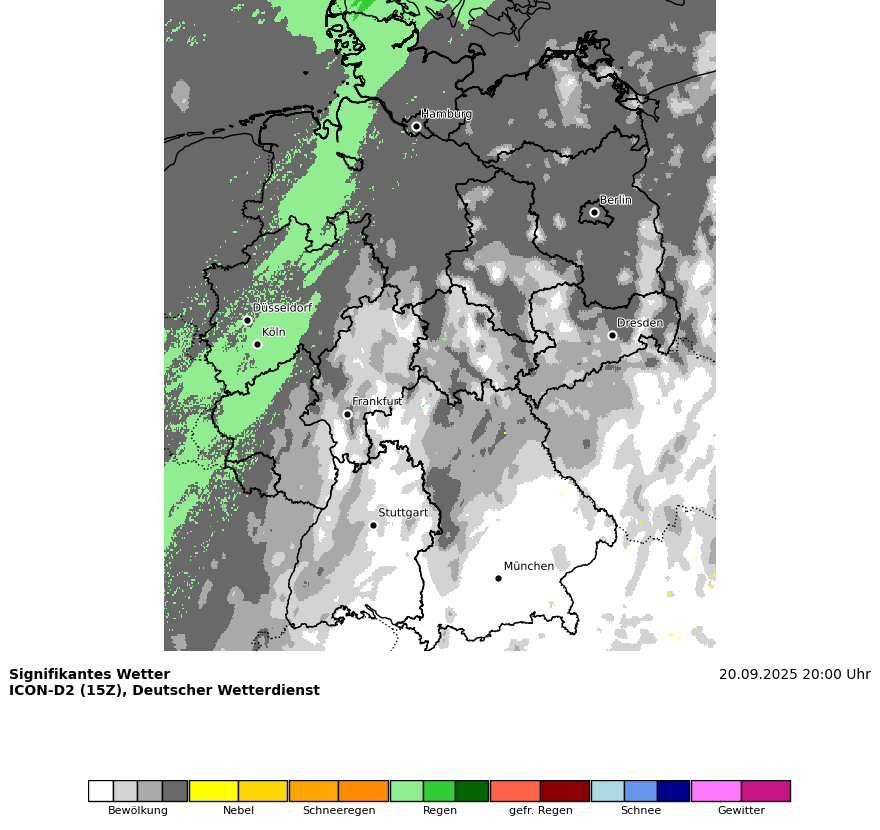 Hamburg
Berlin
Düsseldorf
Köln
Dresden
Frankfurt
Stuttgart
München
Signifikantes Wetter
20.09.2025 20:00 Uhr
ICON-D2 (15Z), Deutscher Wetterdienst
Bewölkung
Nebel
Schneeregen
Regen
gefr. Regen
Schnee
Gewitter